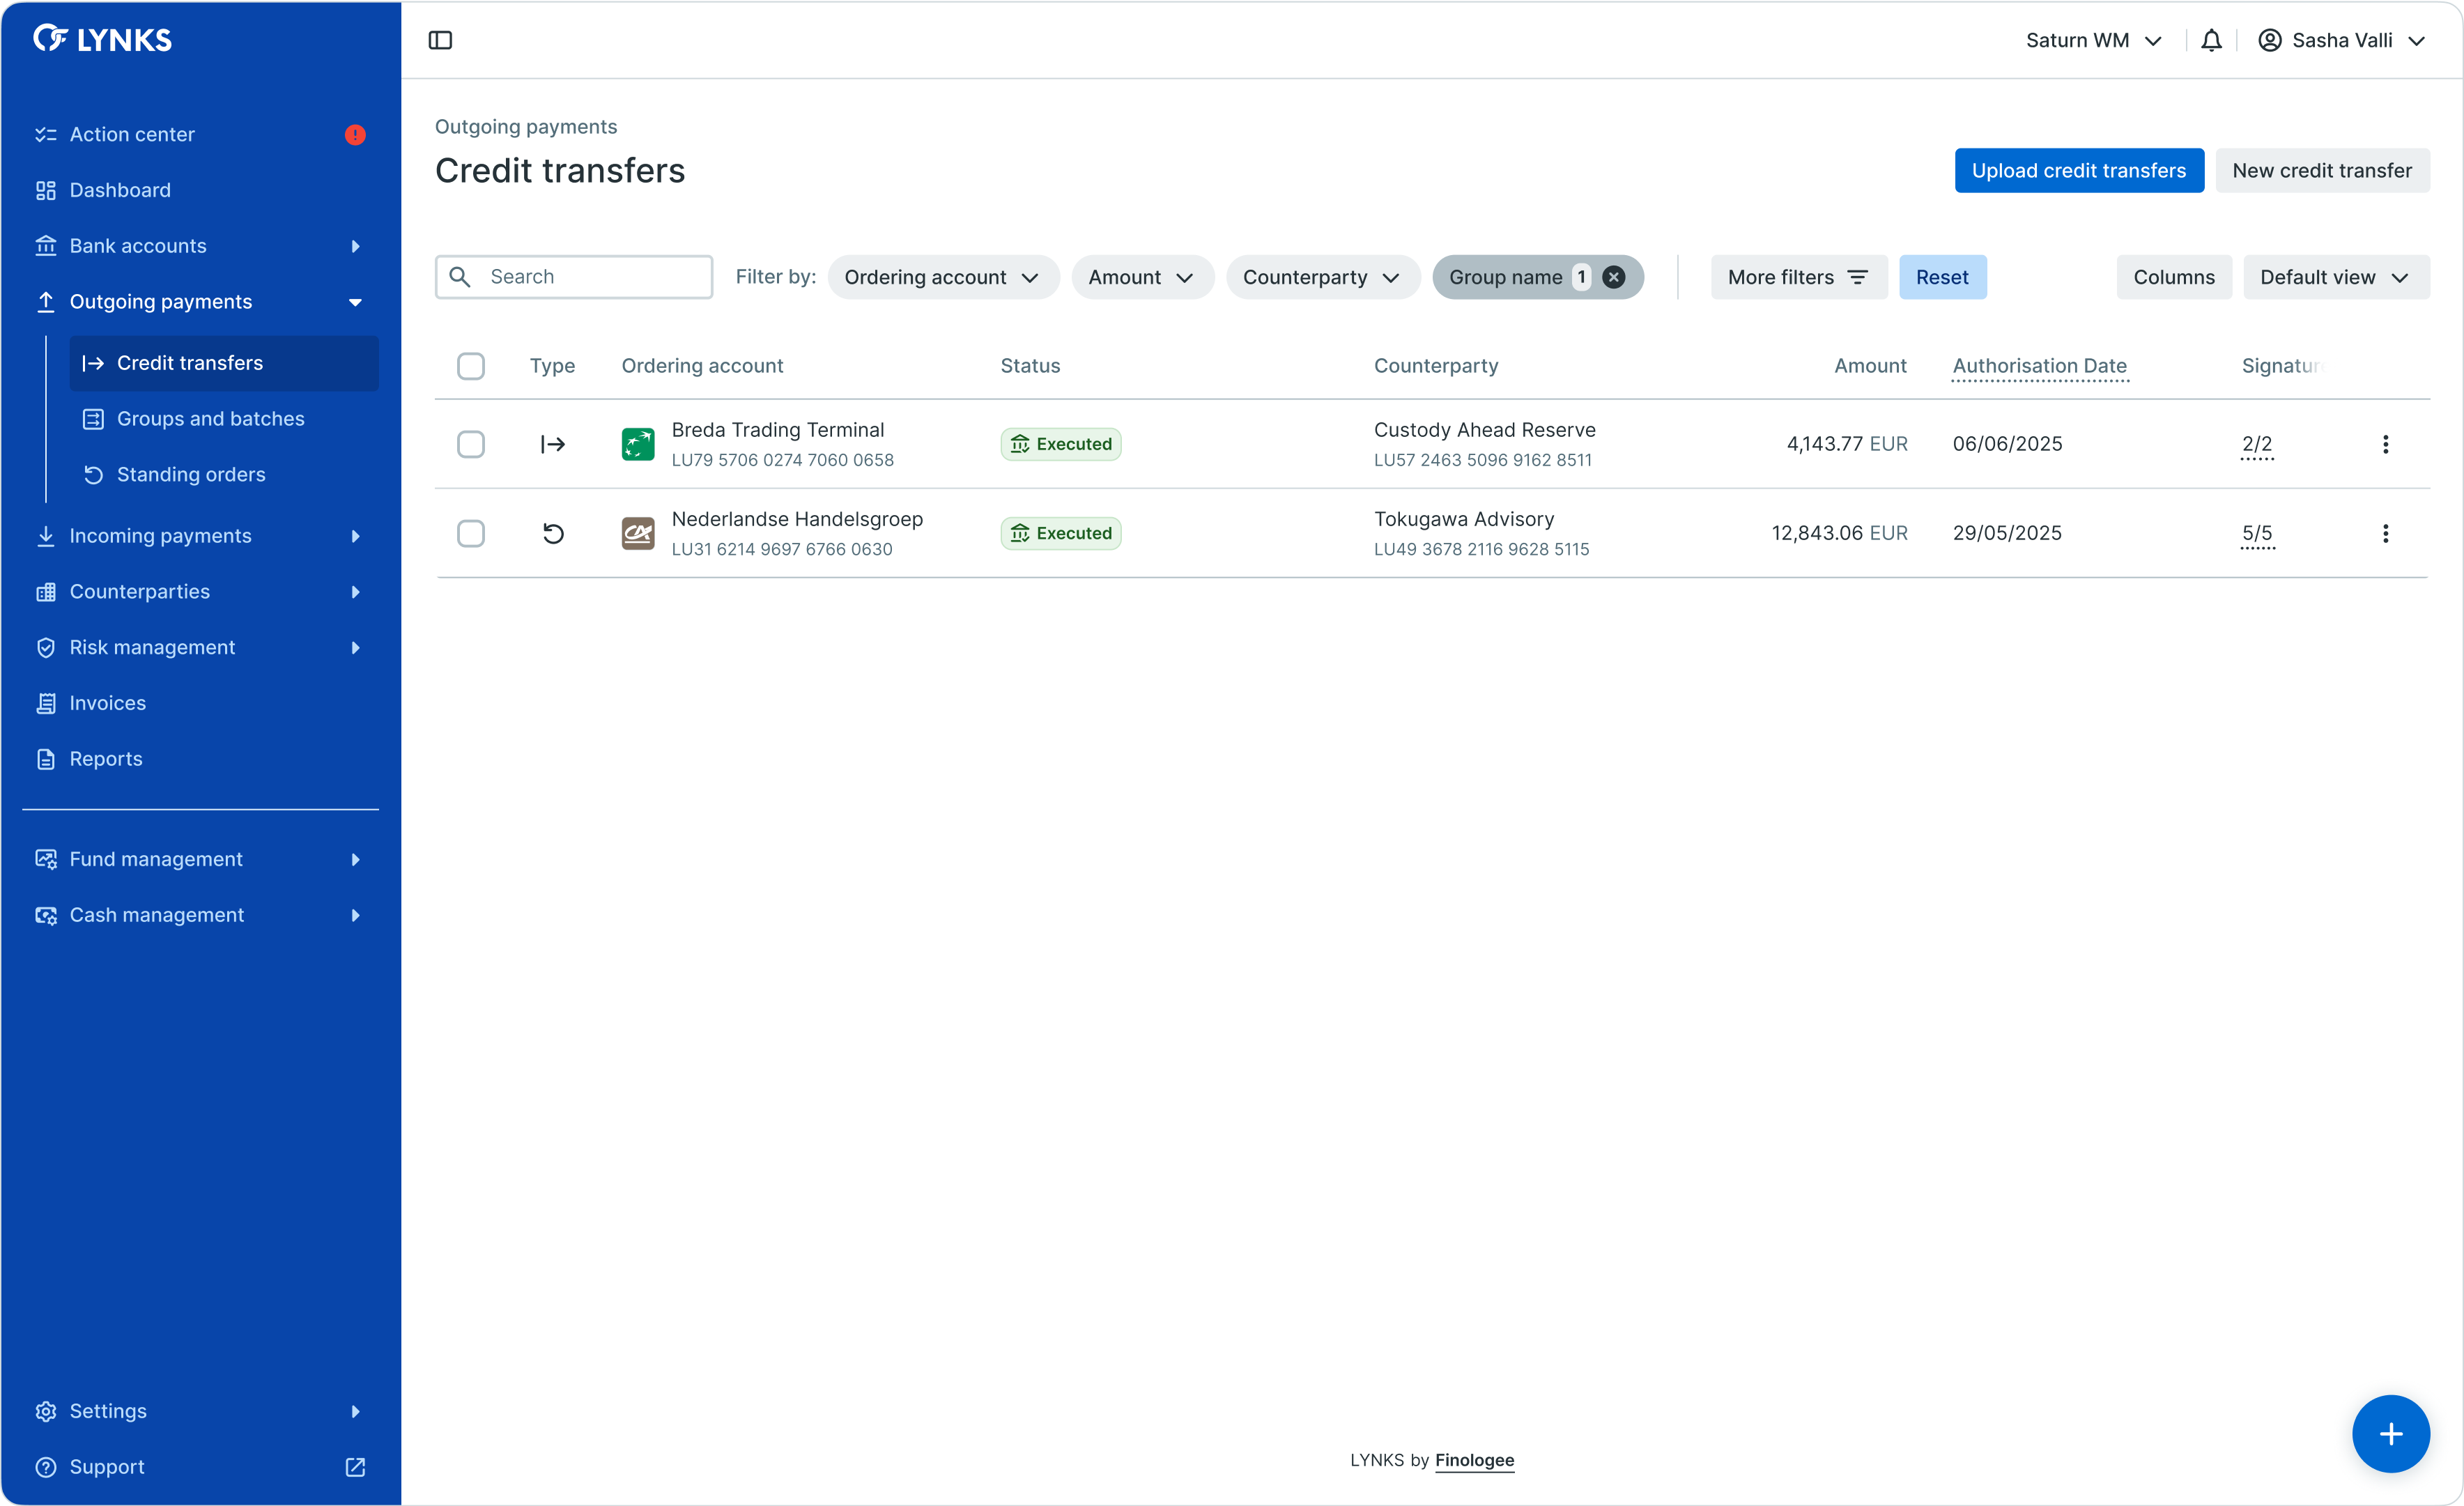 LYNKS
Saturn WM
Sasha Valli
Action center
Dashboard
Bank accounts
Outgoing payments
Credit transfers
Groups and batches
Standing orders
Incoming payments
Counterparties
Risk management
Invoices
Reports
Fund management
Cash management
Settings
Support
Outgoing payments
Credit transfers
Upload credit transfers
New credit transfer
Search
Filter by:
Ordering account
Amount
Counterparty
Group name 1
More filters
Reset
Columns
Default view
Type Ordering account Status Counterparty Amount Authorisation Date Signatur
Breda Trading Terminal
LU79 5706 0274 7060 0658
Executed
Custody Ahead Reserve
LU57 2463 5096 9162 8511
4,143.77 EUR
06/06/2025
2/2
Nederlandse Handelsgroep
LU31 6214 9697 6766 0630
Executed
Tokugawa Advisory
LU49 3678 2116 9628 5115
12,843.06 EUR
29/05/2025
5/5
LYNKS by Finologee